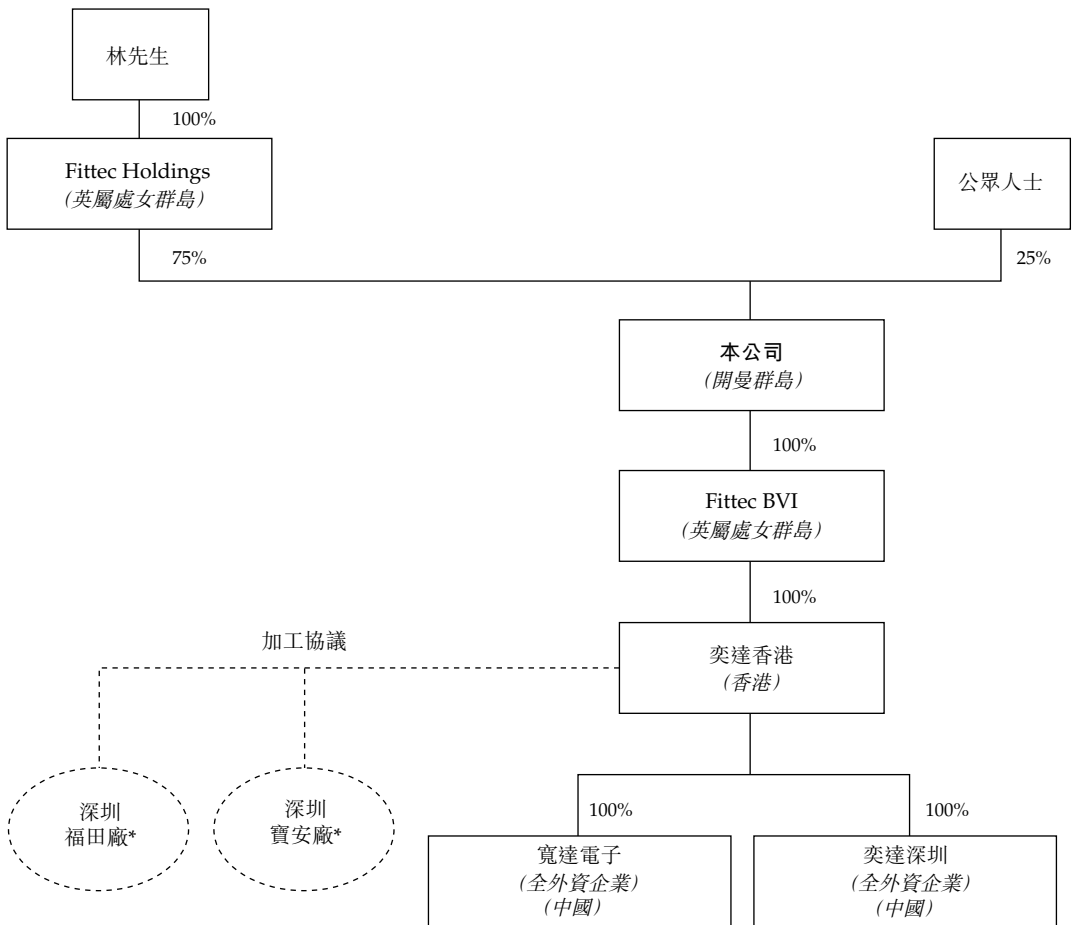 林先生
100%
Fittec Holdings
(英屬處女群島)
公眾人士
75%
25%
本公司
(開曼群島)
100%
Fittec BVI
(英屬處女群島)
100%
加工協議
奕達香港
(香港)
深圳
福田廠*
深圳
寶安廠*
100%
100%
寬達電子
(全外資企業)
(中國)
奕達深圳
(全外資企業)
(中國)